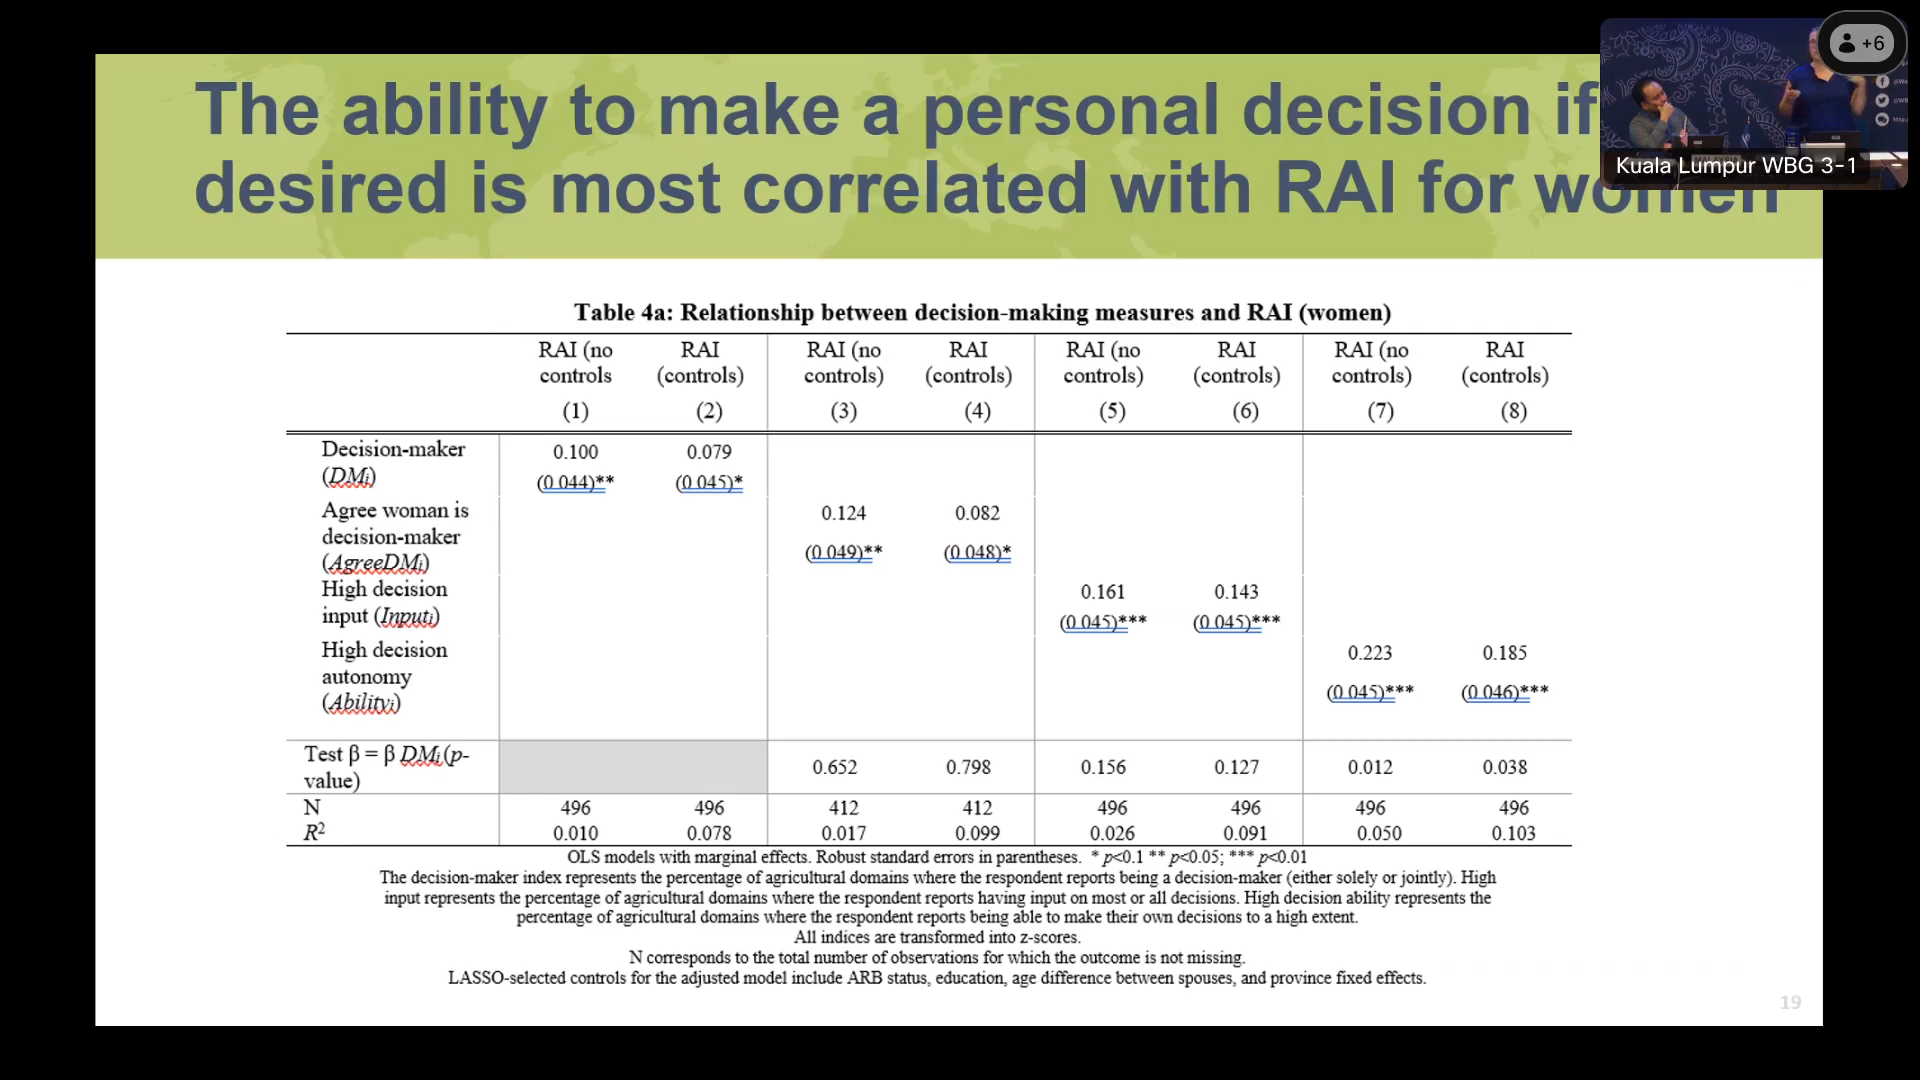 The ability to make a personal decision if
desired is most correlated with RAI for women
+6
Kuala Lumpur WBG 3-1
Table 4a: Relationship between decision-making measures and RAI (women)
RAI (no controls RAI (controls) RAI (no controls) RAI (controls) RAI (no controls) RAI (controls) RAI (no controls) RAI (controls)
(1) (2) (3) (4) (5) (6) (7) (8)
Decision-maker 0.100 0.079
(DMi) (0.044)** (0.045)*
Agree woman is 0.124 0.082
decision-maker (0.049)** (0.048)*
(AgreeDMi)
High decision 0.161 0.143
input (Inputi) (0.045)*** (0.045)***
High decision 0.223 0.185
autonomy (0.045)*** (0.046)***
(Abilityi)
Test β = β DMi (p-
value) 0.652 0.798 0.156 0.127 0.012 0.038
N 496 496 412 412 496 496 496 496
R2 0.010 0.078 0.017 0.099 0.026 0.091 0.050 0.103
OLS models with marginal effects. Robust standard errors in parentheses. * p<0.1 ** p<0.05; *** p<0.01
The decision-maker index represents the percentage of agricultural domains where the respondent reports being a decision-maker (either solely or jointly). High
input represents the percentage of agricultural domains where the respondent reports having input on most or all decisions. High decision ability represents the
percentage of agricultural domains where the respondent reports being able to make their own decisions to a high extent.
All indices are transformed into z-scores.
N corresponds to the total number of observations for which the outcome is not missing.
LASSO-selected controls for the adjusted model include ARB status, education, age difference between spouses, and province fixed effects.
19